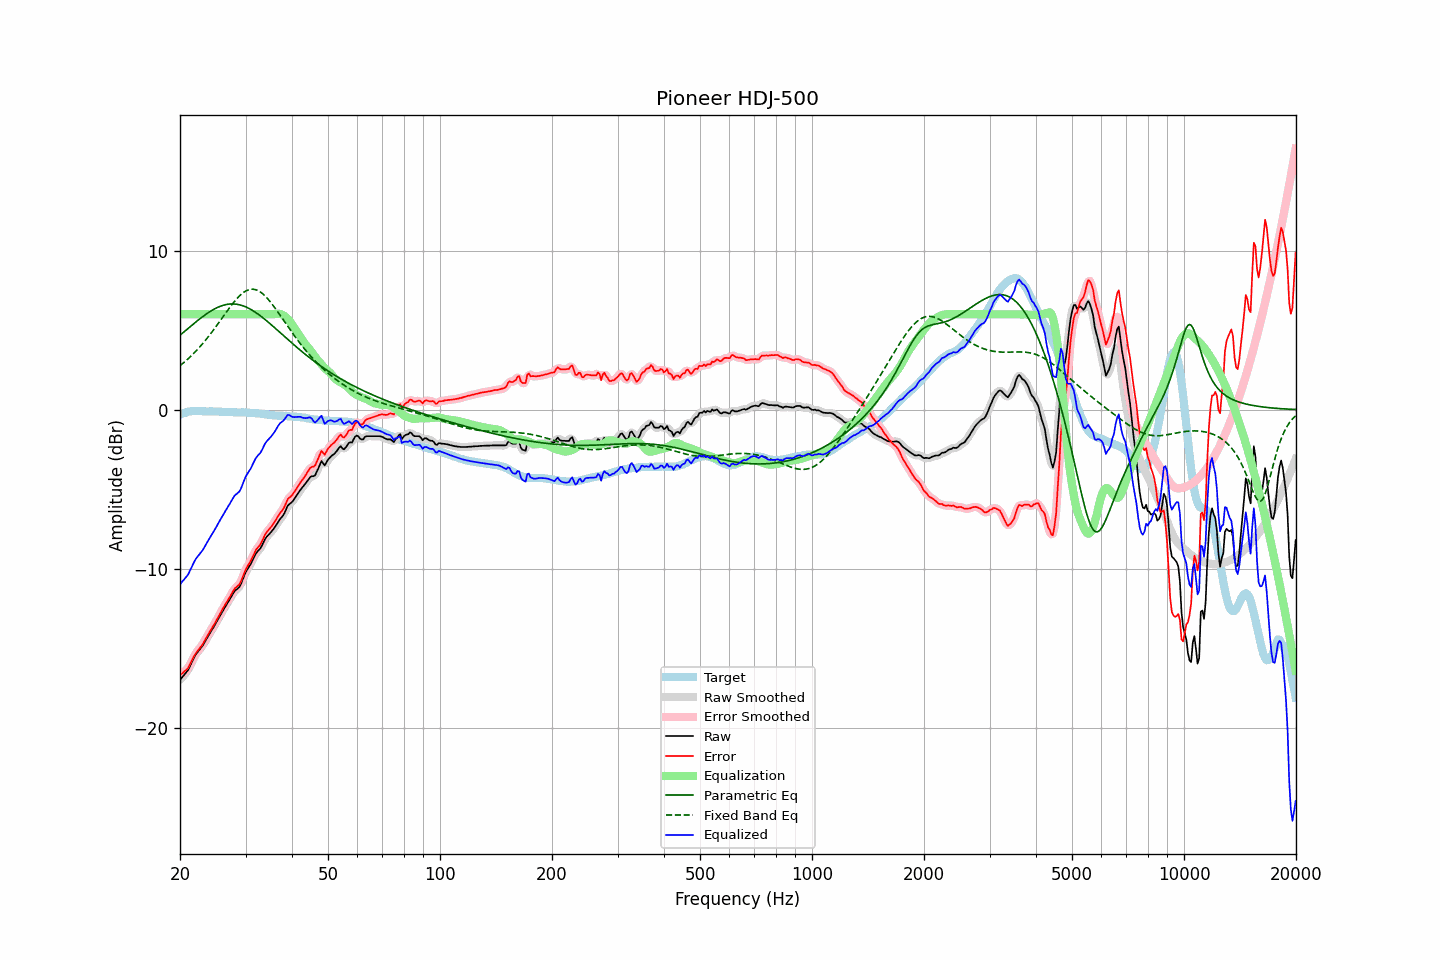 Pioneer HDJ-500
Amplitude (dBr)
10
0
−10
−20
20
50
100
200
500
1000
2000
5000
10000
20000
Frequency (Hz)
Target
Raw Smoothed
Error Smoothed
Raw
Error
Equalization
Parametric Eq
Fixed Band Eq
Equalized